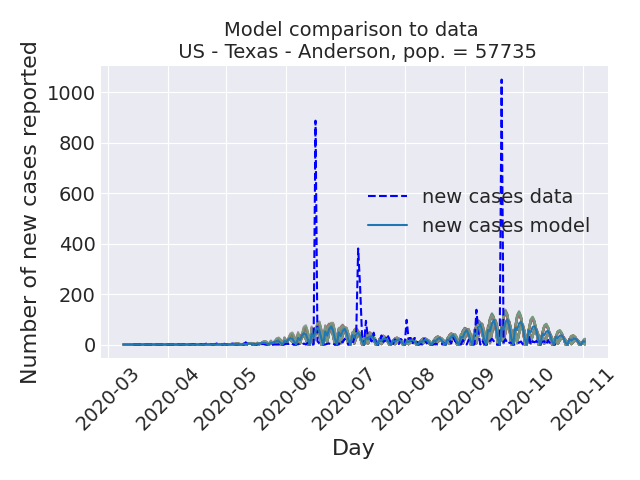 Model comparison to data
US - Texas - Anderson, pop. = 57735
Number of new cases reported
1000
800
600
400
200
0
new cases data
new cases model
2020-03
2020-04
2020-05
2020-06
2020-07
2020-08
2020-09
2020-10
2020-11
Day